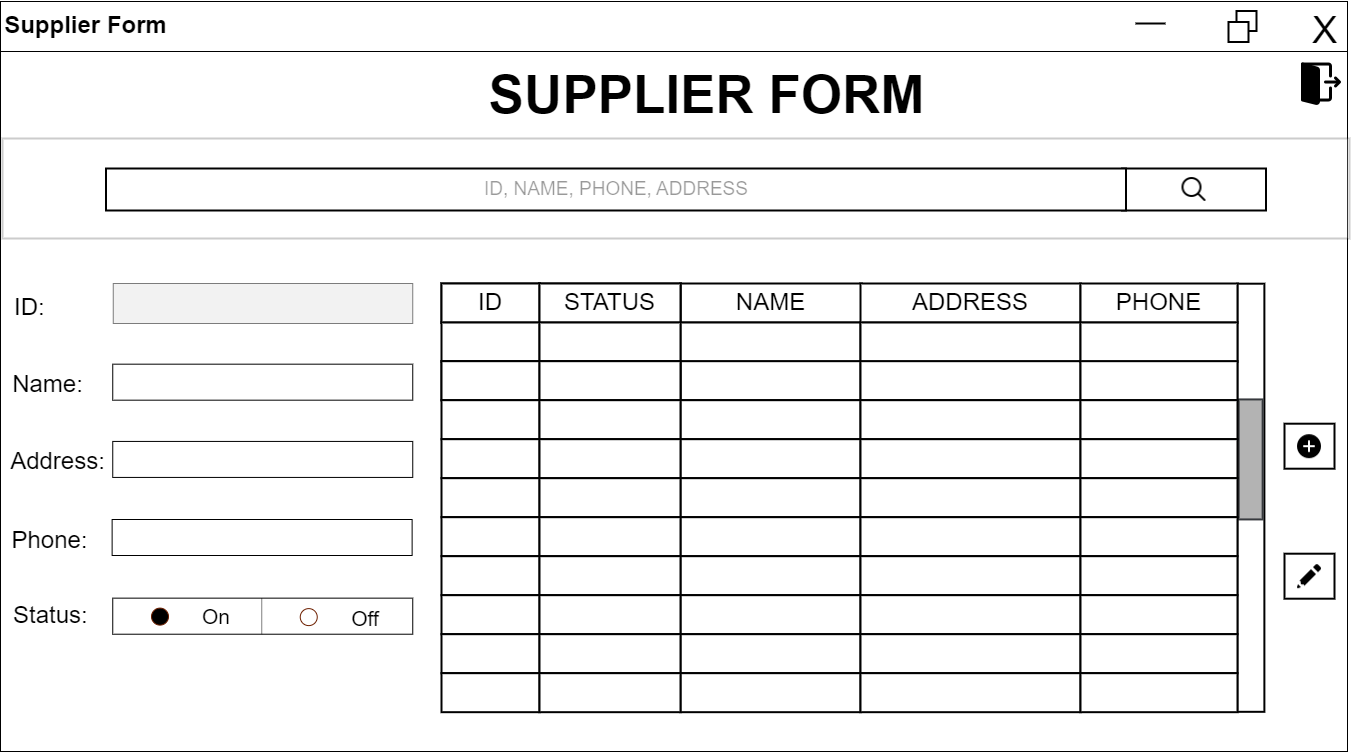 Supplier Form
X
SUPPLIER FORM
ID, NAME, PHONE, ADDRESS
ID:
Name:
Address:
Phone:
Status:
On
Off
ID STATUS NAME ADDRESS PHONE